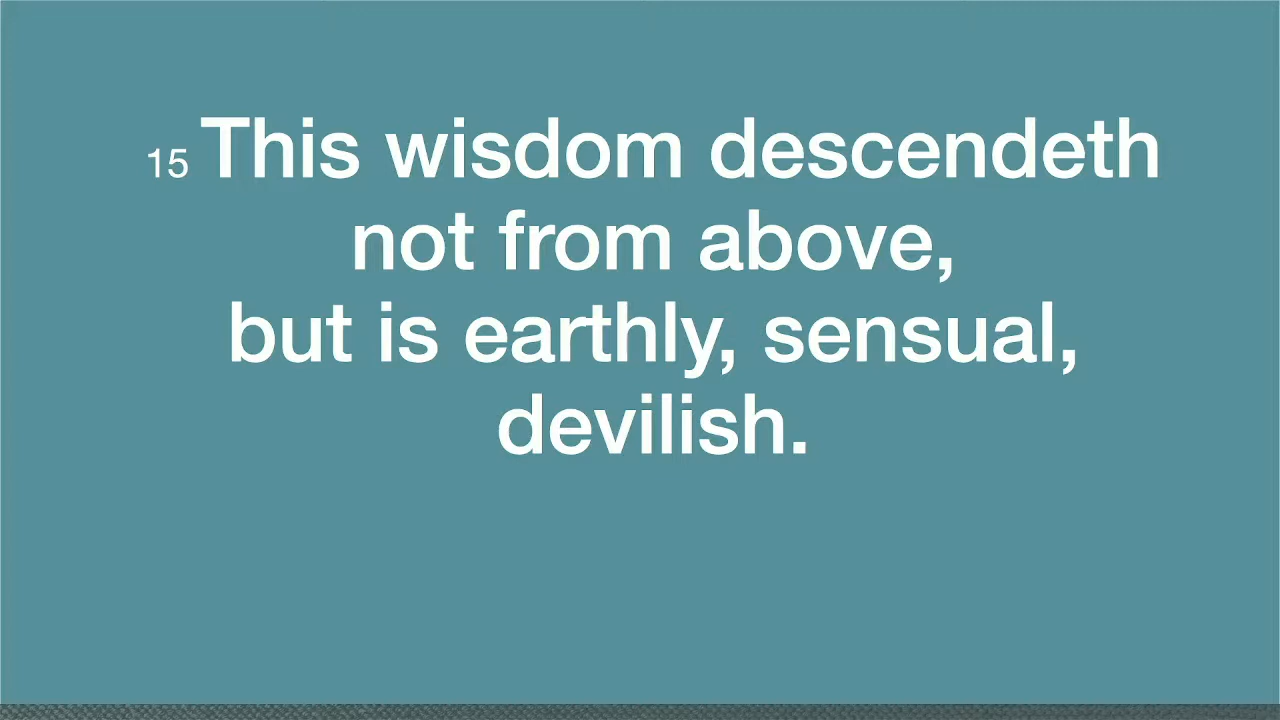 15 This wisdom descendeth
not from above,
but is earthly, sensual,
devilish.